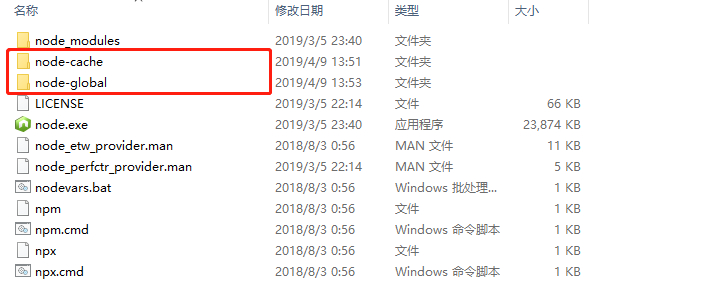 名称 修改日期 类型 大小
node_modules 2019/3/5 23:40 文件夹
node-cache 2019/4/9 13:51 文件夹
node-global 2019/4/9 13:53 文件夹
LICENSE 2019/3/5 22:14 文件 66 KB
node.exe 2019/3/5 23:40 应用程序 23,874 KB
node_etw_provider.man 2018/8/3 0:56 MAN 文件 11 KB
node_perfctr_provider.man 2019/3/5 22:14 MAN 文件 5 KB
nodevars.bat 2018/8/3 0:56 Windows 批处理... 1 KB
npm 2018/8/3 0:56 文件 1 KB
npm.cmd 2018/8/3 0:56 Windows 命令脚本 1 KB
npx 2018/8/3 0:56 文件 1 KB
npx.cmd 2018/8/3 0:56 Windows 命令脚本 1 KB